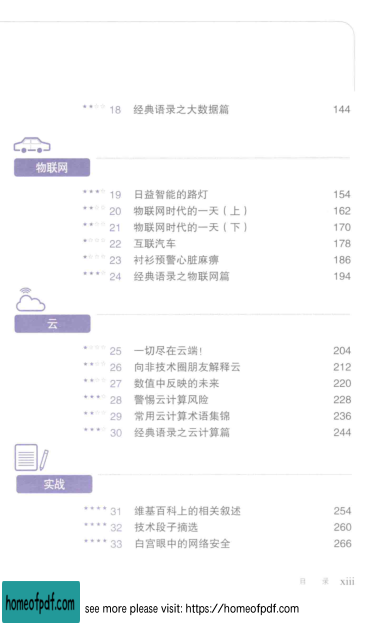 18 经典语录之大数据篇 144
物联网
19 日益智能的路灯 154
20 物联网时代的一天（上） 162
21 物联网时代的一天（下） 170
22 互联汽车 178
23 衬衫预警心脏麻痹 186
24 经典语录之物联网篇 194
云
25 一切尽在云端! 204
26 向非技术圈朋友解释云 212
27 数值中反映的未来 220
28 警惕云计算风险 228
29 常用云计算术语集锦 236
30 经典语录之云计算篇 244
实战
31 维基百科上的相关叙述 254
32 技术段子摘选 260
33 白宫眼中的网络安全 266
目 录 xiii
homeofpdf.com see more please visit: https://homeofpdf.com